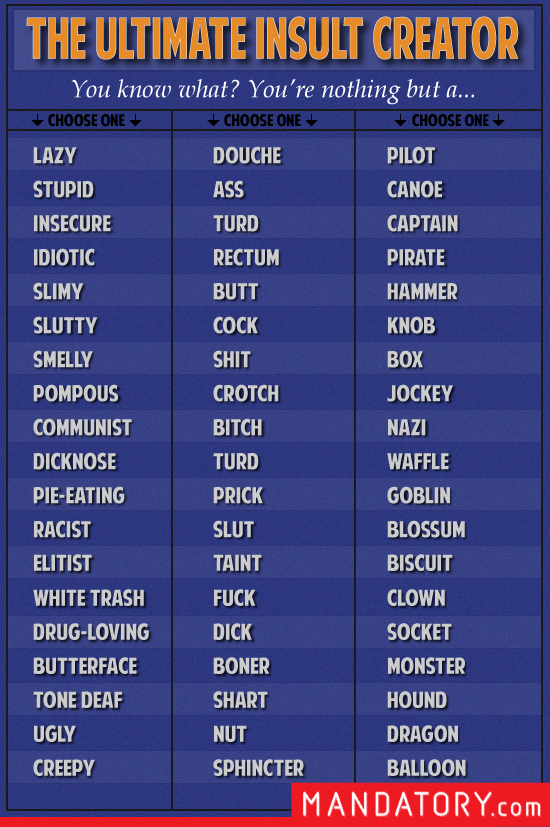 THE ULTIMATE INSULT CREATOR
You know what? You're nothing but a...
CHOOSE ONE CHOOSE ONE CHOOSE ONE
LAZY DOUCHE PILOT
STUPID ASS CANOE
INSECURE TURD CAPTAIN
IDIOTIC RECTUM PIRATE
SLIMY BUTT HAMMER
SLUTTY COCK KNOB
SMELLY SHIT BOX
POMPOUS CROTCH JOCKEY
COMMUNIST BITCH NAZI
DICKNOSE TURD WAFFLE
PIE-EATING PRICK GOBLIN
RACIST SLUT BLOSSUM
ELITIST TAINT BISCUIT
WHITE TRASH FUCK CLOWN
DRUG-LOVING DICK SOCKET
BUTTERFACE BONER MONSTER
TONE DEAF SHART HOUND
UGLY NUT DRAGON
CREEPY SPHINCTER BALLOON
MANDATORY.com